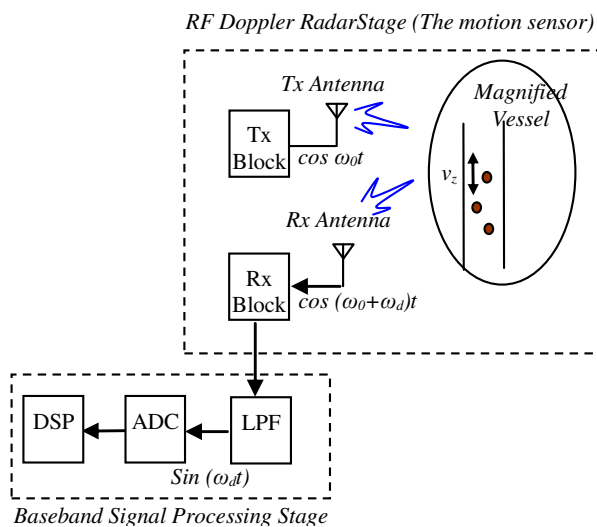 RF Doppler RadarStage (The motion sensor)
Tx Antenna
Magnified
Vessel
Tx
Block
cos ω0t
vz
Rx Antenna
Rx
Block
cos (ω0+ωd)t
DSP
ADC
LPF
Sin (ωdt)
Baseband Signal Processing Stage